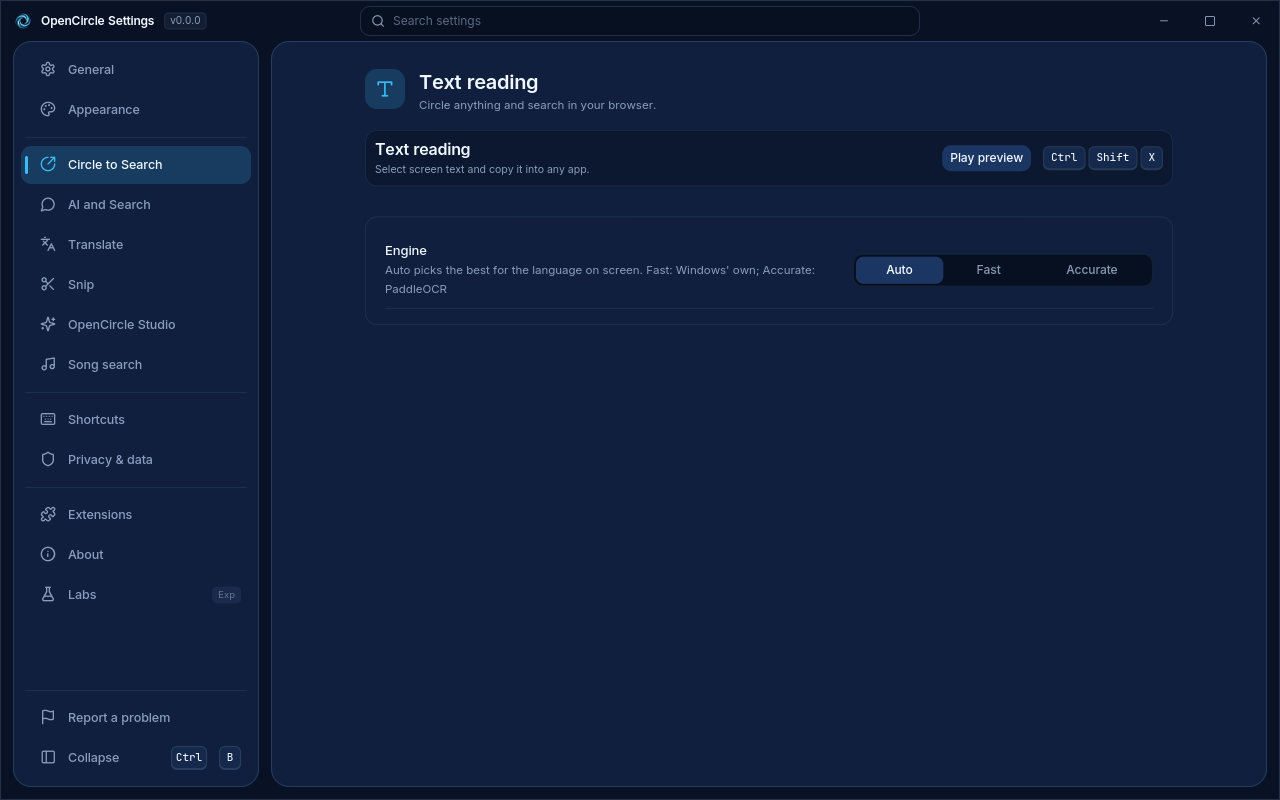 OpenCircle Settings v0.0.0
Search settings
General
Appearance
Circle to Search
AI and Search
Translate
Snip
OpenCircle Studio
Song search
Shortcuts
Privacy & data
Extensions
About
Labs Exp
Report a problem
Collapse Ctrl B
Text reading
Circle anything and search in your browser.
Text reading
Select screen text and copy it into any app.
Play preview Ctrl Shift X
Engine
Auto picks the best for the language on screen. Fast: Windows' own; Accurate:
PaddleOCR
Auto Fast Accurate